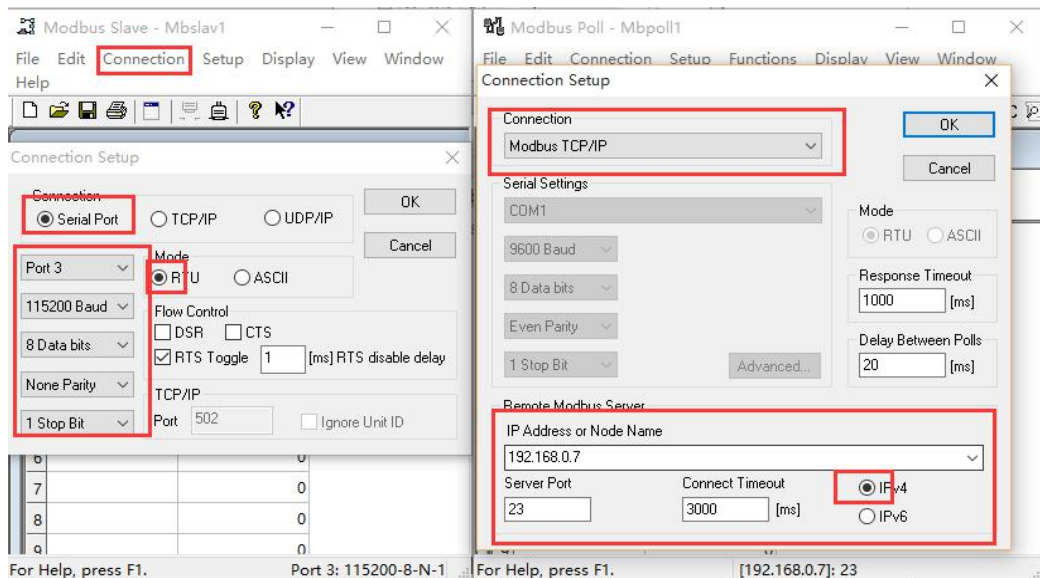 Modbus Slave - Mbslav1
File Edit Connection Setup Display View Window
Help
Connection Setup
Connection
Serial Port TCP/IP UDP/IP
OK
Cancel
Port 3
115200 Baud
8 Data bits
None Parity
1 Stop Bit
Mode
RTU ASCII
Flow Control
DSR CTS
RTS Toggle 1 [ms] RTS disable delay
TCP/IP
Port 502 Ignore Unit ID
6 0
7 0
8 0
9 0
For Help, press F1. Port 3: 115200-8-N-1
Modbus Poll - Mbpoll1
File Edit Connection Setup Functions Display View Window
Connection Setup
Connection
Modbus TCP/IP
OK
Cancel
Serial Settings
COM1
9600 Baud
8 Data bits
Even Parity
1 Stop Bit
Advanced...
Mode
RTU ASCII
Response Timeout
1000 [ms]
Delay Between Polls
20 [ms]
Remote Modbus Server
IP Address or Node Name
192.168.0.7
Server Port Connect Timeout
23 3000 [ms]
IPv4
IPv6
For Help, press F1. [192.168.0.7]: 23